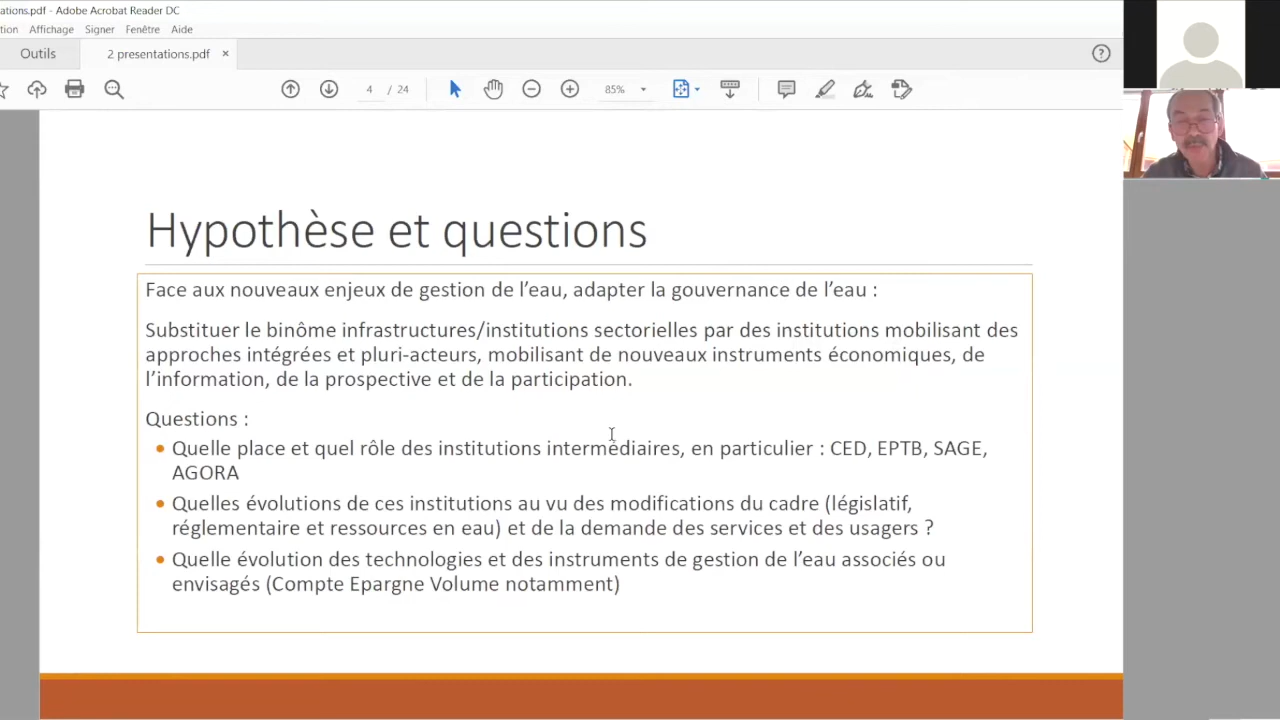 ations.pdf - Adobe Acrobat Reader DC
tion Affichage Signer Fenêtre Aide
Outils 2 presentations.pdf ×
4 / 24 85%
Hypothèse et questions
Face aux nouveaux enjeux de gestion de l’eau, adapter la gouvernance de l’eau :
Substituer le binôme infrastructures/institutions sectorielles par des institutions mobilisant des
approches intégrées et pluri-acteurs, mobilisant de nouveaux instruments économiques, de
l’information, de la prospective et de la participation.
Questions :
• Quelle place et quel rôle des institutions intermédiaires, en particulier : CED, EPTB, SAGE,
AGORA
• Quelles évolutions de ces institutions au vu des modifications du cadre (législatif,
réglementaire et ressources en eau) et de la demande des services et des usagers ?
• Quelle évolution des technologies et des instruments de gestion de l’eau associés ou
envisagés (Compte Epargne Volume notamment)